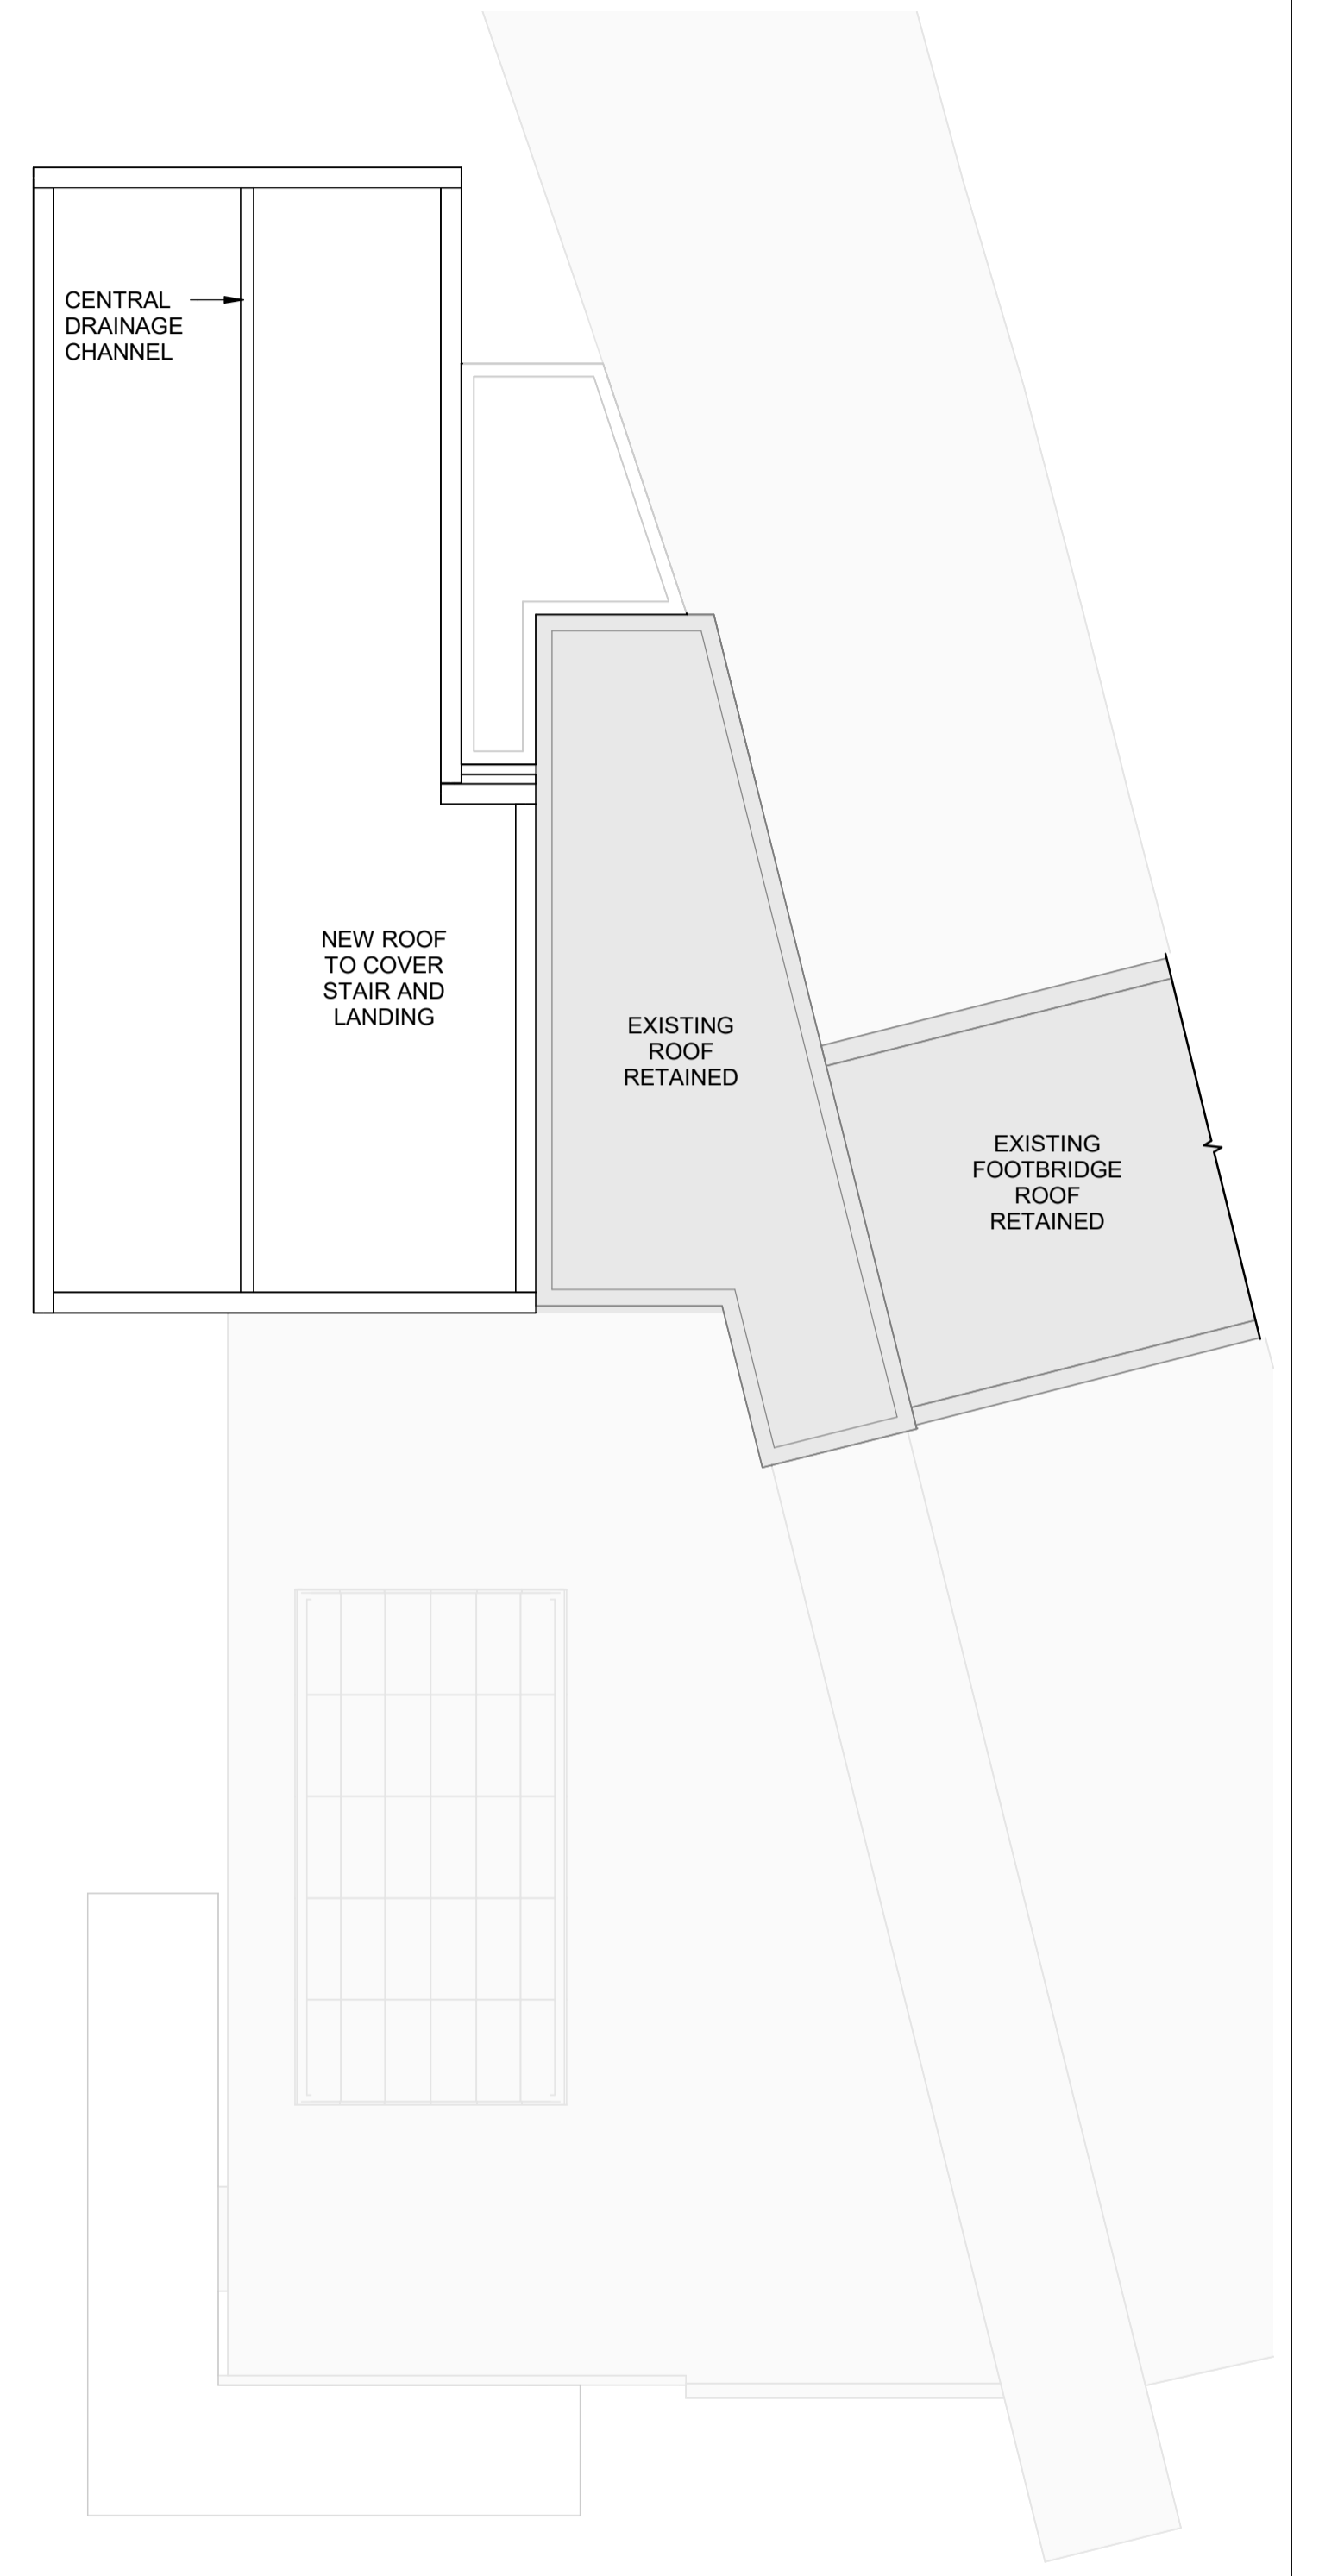 CENTRAL
DRAINAGE
CHANNEL
NEW ROOF
TO COVER
STAIR AND
LANDING
EXISTING
ROOF
RETAINED
EXISTING
FOOTBRIDGE
ROOF
RETAINED